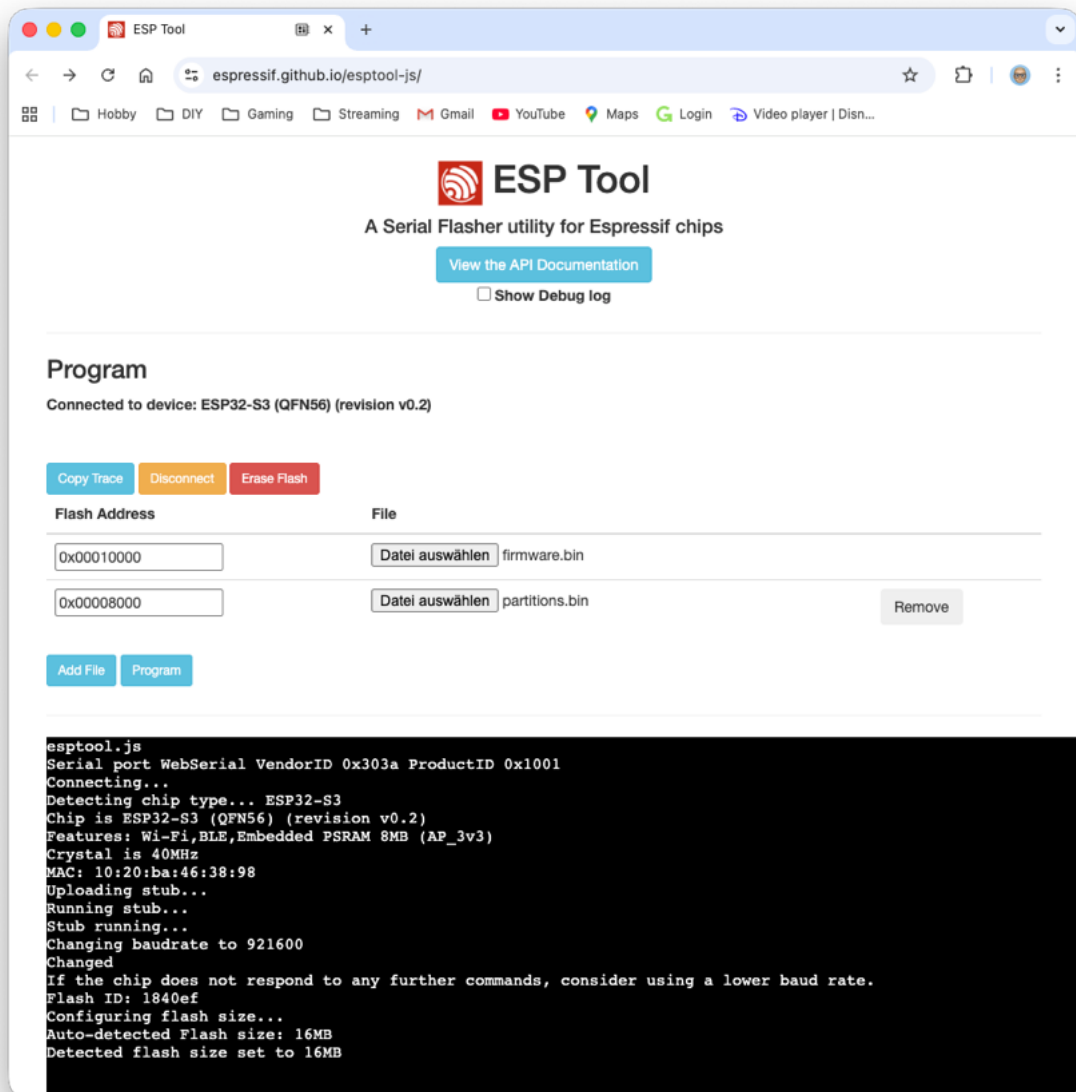 ESP Tool
espressif.github.io/esptool-js/
Hobby DIY Gaming Streaming Gmail YouTube Maps Login Video player | Disn...
ESP Tool
A Serial Flasher utility for Espressif chips
View the API Documentation
Show Debug log
Program
Connected to device: ESP32-S3 (QFN56) (revision v0.2)
Copy Trace Disconnect Erase Flash
Flash Address File
0x00010000 Datei auswählen firmware.bin
0x00008000 Datei auswählen partitions.bin Remove
Add File Program
esptool.js
Serial port WebSerial VendorID 0x303a ProductID 0x1001
Connecting...
Detecting chip type... ESP32-S3
Chip is ESP32-S3 (QFN56) (revision v0.2)
Features: Wi-Fi,BLE,Embedded PSRAM 8MB (AP_3v3)
Crystal is 40MHz
MAC: 10:20:ba:46:38:98
Uploading stub...
Running stub...
Stub running...
Changing baudrate to 921600
Changed
If the chip does not respond to any further commands, consider using a lower baud rate.
Flash ID: 1840ef
Configuring flash size...
Auto-detected Flash size: 16MB
Detected flash size set to 16MB